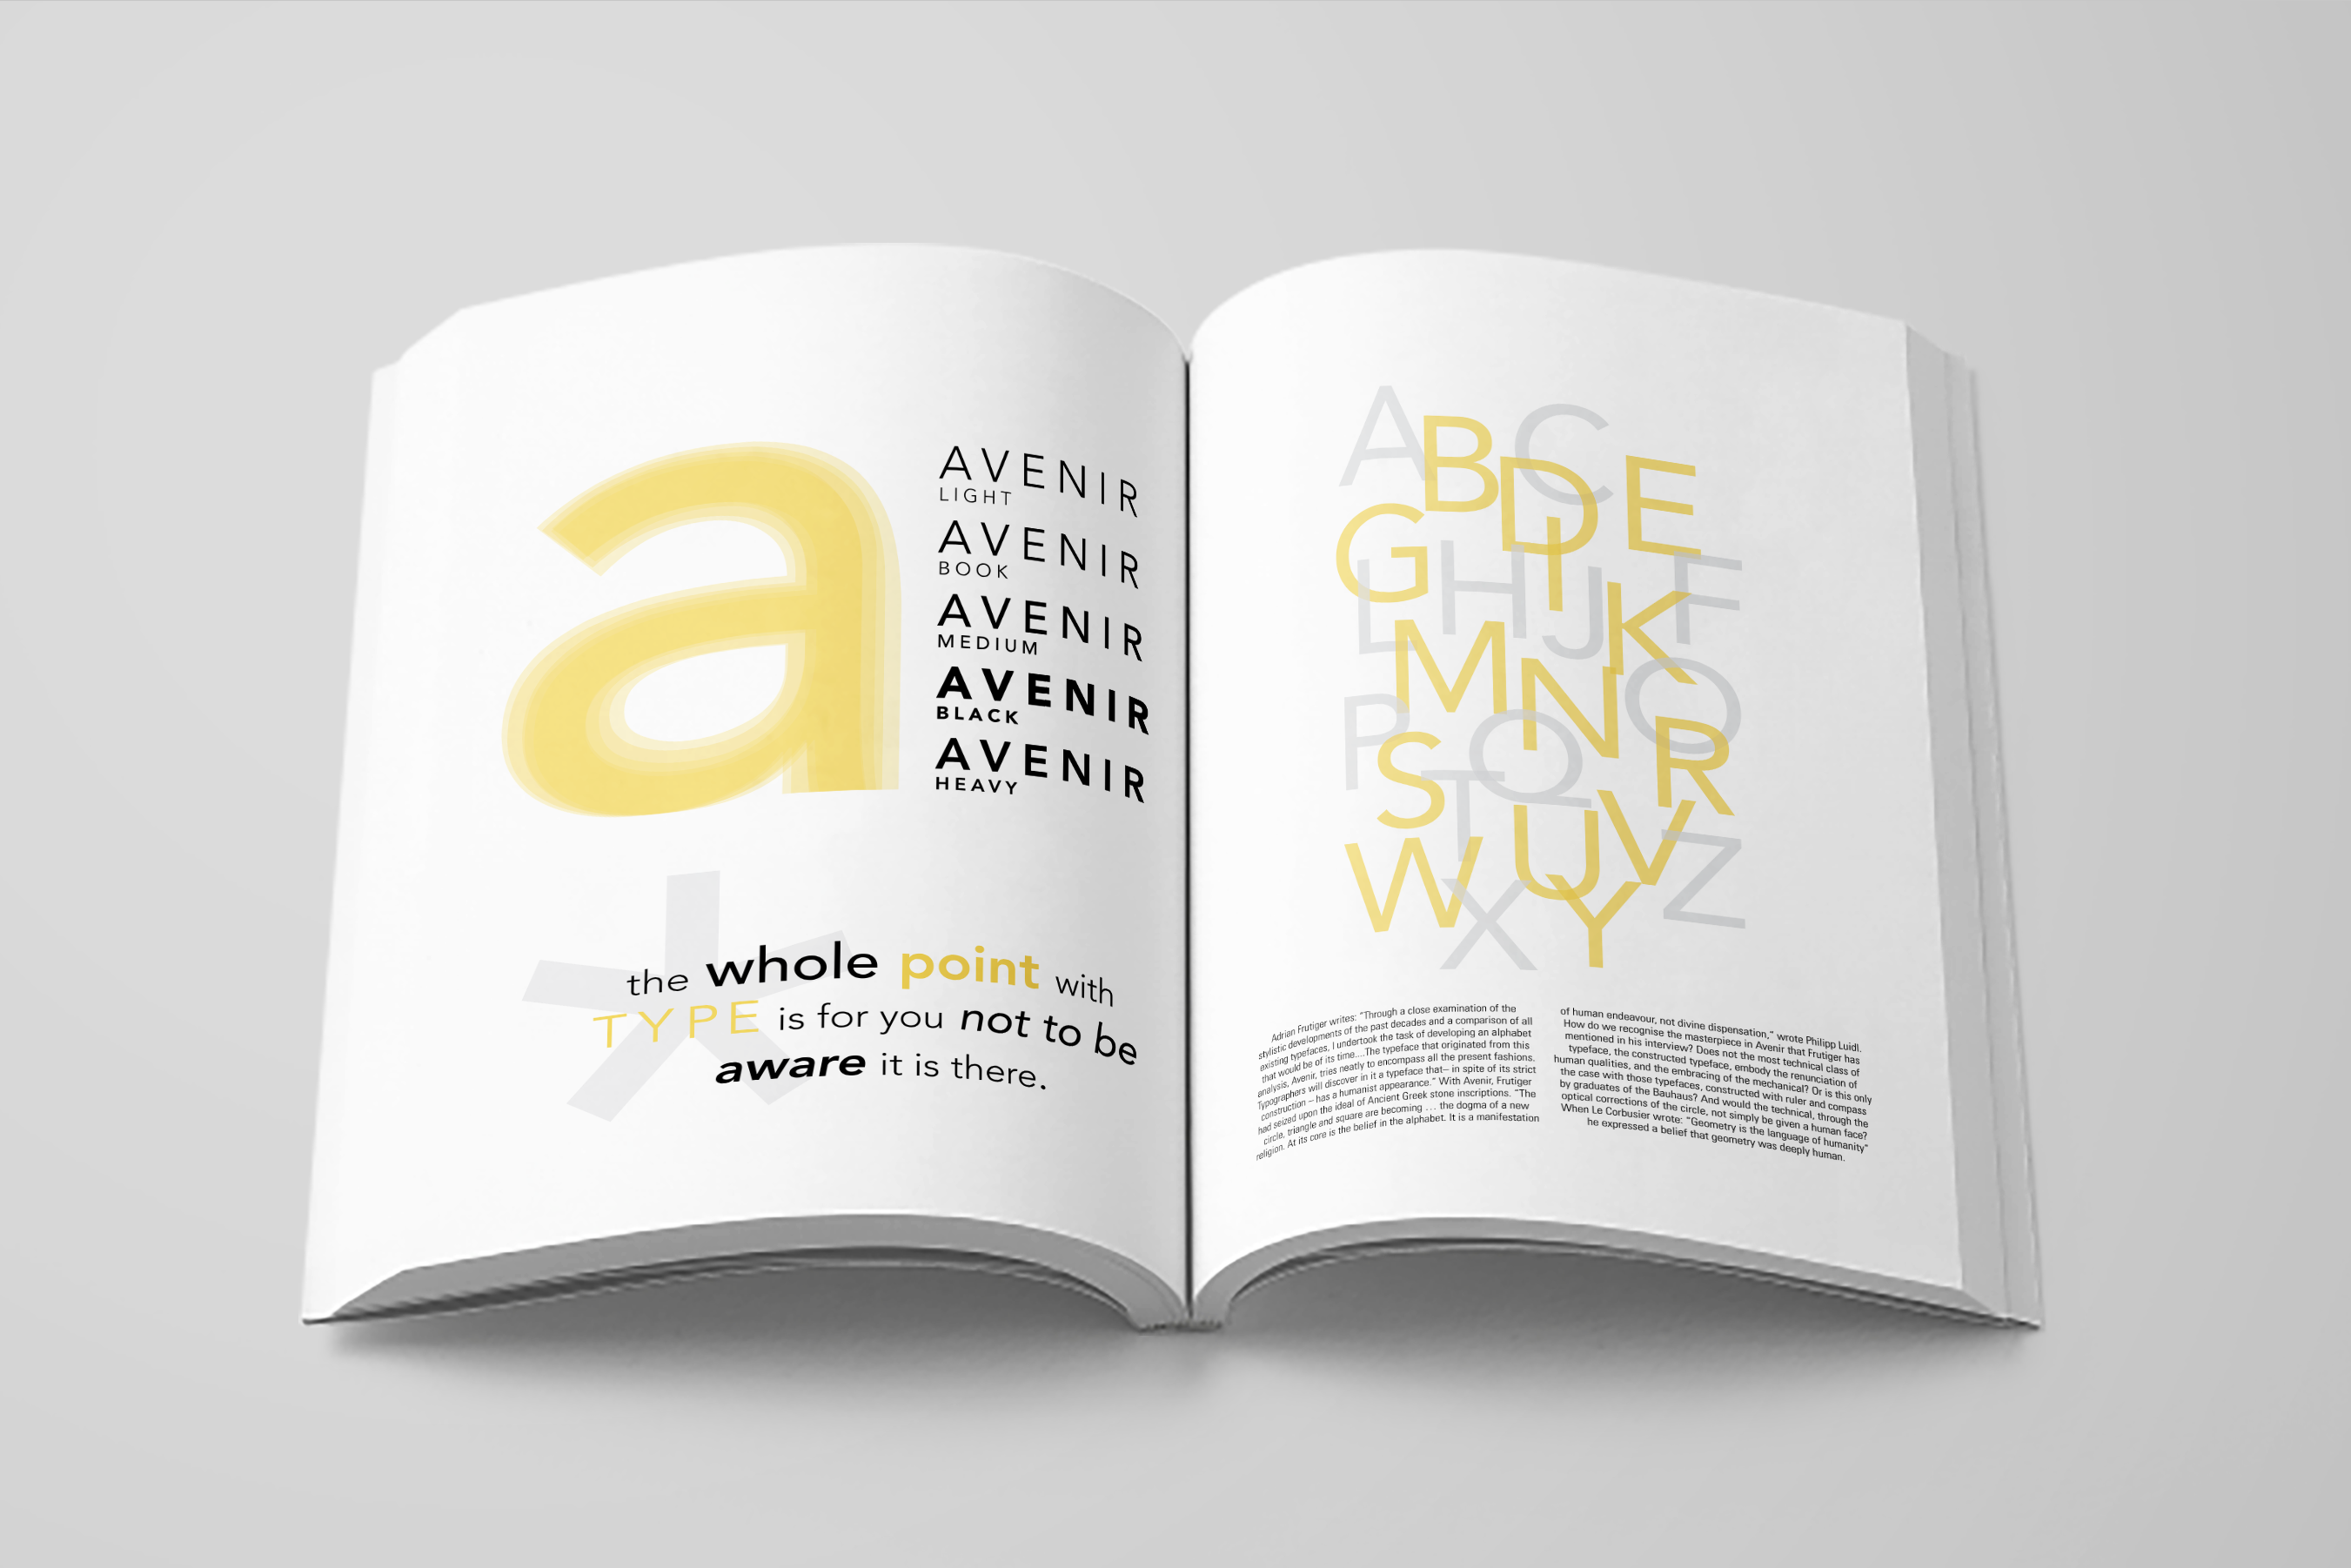 a
AVENIR
LIGHT
AVENIR
BOOK
AVENIR
MEDIUM
AVENIR
BLACK
AVENIR
HEAVY
*
the whole point with
TYPE is for you not to be
aware it is there.
A B C D E
G H I J K F
L M N O
P Q R
S T U V
W X Y Z
Adrian Frutiger writes: “Through a close examination of the
stylistic developments of the past decades and a comparison of all
existing typefaces, I undertook the task of developing an alphabet
that would be of its time....The typeface that originated from this
analysis, Avenir, tries neatly to encompass all the present fashions.
Typographers will discover in it a typeface that– in spite of its strict
construction – has a humanist appearance.” With Avenir, Frutiger
had seized upon the ideal of Ancient Greek stone inscriptions. “The
circle, triangle and square are becoming … the dogma of a new
religion. At its core is the belief in the alphabet. It is a manifestation
of human endeavour, not divine dispensation,” wrote Philipp Luidl.
How do we recognise the masterpiece in Avenir that Frutiger has
mentioned in his interview? Does not the most technical class of
typeface, the constructed typeface, embody the renunciation of
human qualities, and the embracing of the mechanical? Or is this only
the case with those typefaces, constructed with ruler and compass
by graduates of the Bauhaus? And would the technical, through the
optical corrections of the circle, not simply be given a human face?
When Le Corbusier wrote: “Geometry is the language of humanity”
he expressed a belief that geometry was deeply human.